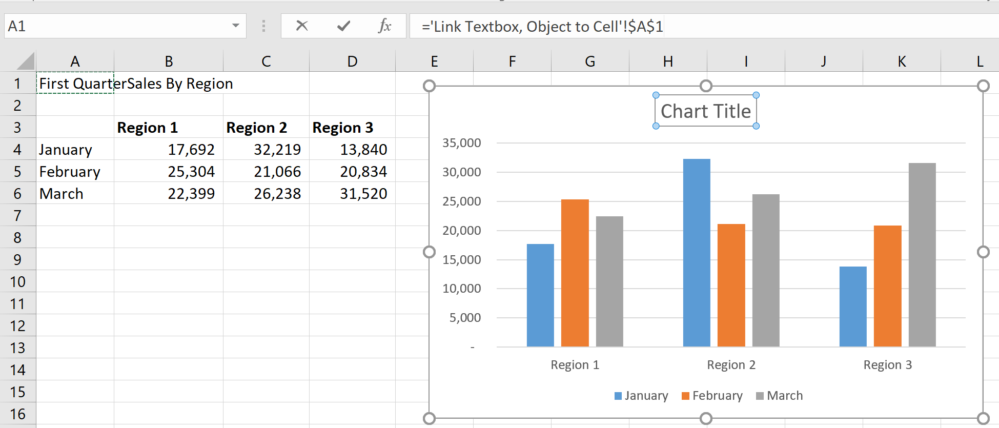 A1 fx ='Link Textbox, Object to Cell'!$A$1
A B C D E F G H I J K L
1 First QuarterSales By Region
2
3 Region 1 Region 2 Region 3
4 January 17,692 32,219 13,840
5 February 25,304 21,066 20,834
6 March 22,399 26,238 31,520
7
8
9
10
11
12
13
14
15
16
Chart Title
35,000
30,000
25,000
20,000
15,000
10,000
5,000
-
Region 1 Region 2 Region 3
January February March